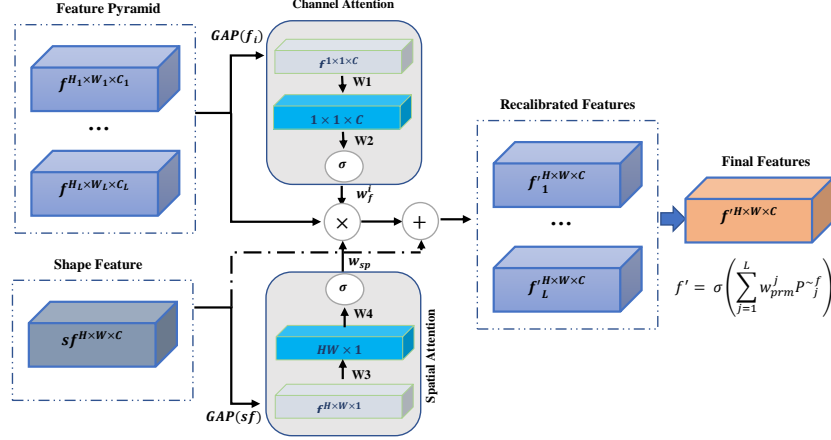 Feature Pyramid
f^{H_1×W_1×C_1}
...
f^{H_L×W_L×C_L}
Shape Feature
sf^{H×W×C}
GAP(f_i)
Channel Attention
f^{1×1×C}
W1
1 × 1 × C
W2
σ
w_f^i
×
+
w_{sp}
σ
W4
HW × 1
W3
f^{H×W×1}
GAP(sf)
Spatial Attention
Recalibrated Features
f'_1^{H×W×C}
...
f'_L^{H×W×C}
Final Features
f'^{H×W×C}
f' = σ(∑_{j=1}^{L} w_{prm}^j P^{~f}_j)